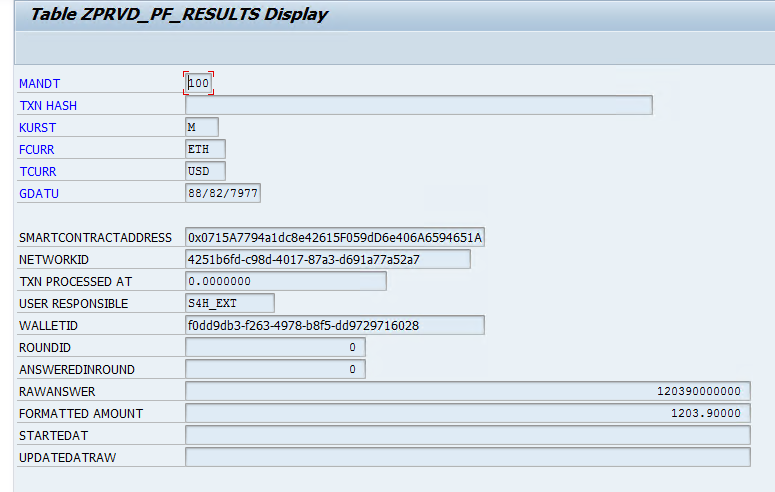 Table ZPRVD_PF_RESULTS Display
MANDT 100
TXN HASH
KURST M
FCURR ETH
TCURR USD
GDATU 88/82/7977
SMARTCONTRACTADDRESS 0x0715A7794a1dc8e42615F059dD6e406A6594651A
NETWORKID 4251b6fd-c98d-4017-87a3-d691a77a52a7
TXN PROCESSED AT 0.0000000
USER RESPONSIBLE S4H_EXT
WALLETID f0dd9db3-f263-4978-b8f5-dd9729716028
ROUNDID 0
ANSWEREDINROUND 0
RAWANSWER 120390000000
FORMATTED AMOUNT 1203.90000
STARTEDAT
UPDATEDATRAW